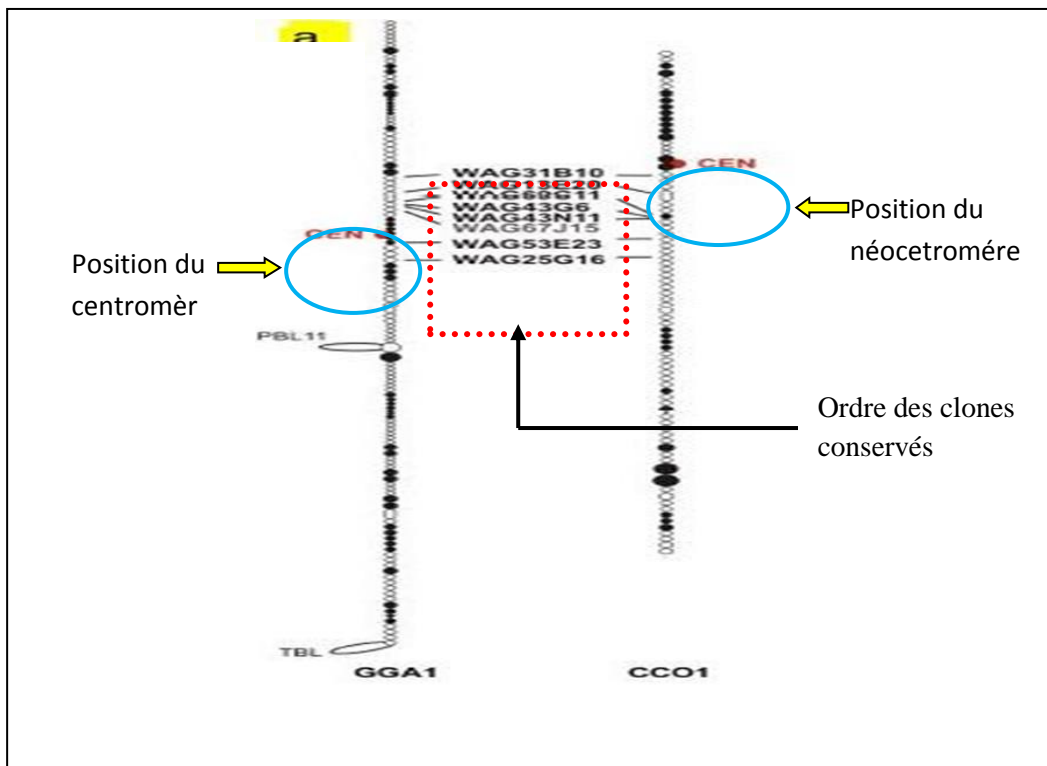 a
CEN
WAG31B10
WAG43G6
WAG43N11
WAG67J15
WAG53E23
WAG25G16
CEN
Position du
néocetromére
Position du
centromèr
PBL11
Ordre des clones
conservés
TBL
GGA1
CCO1